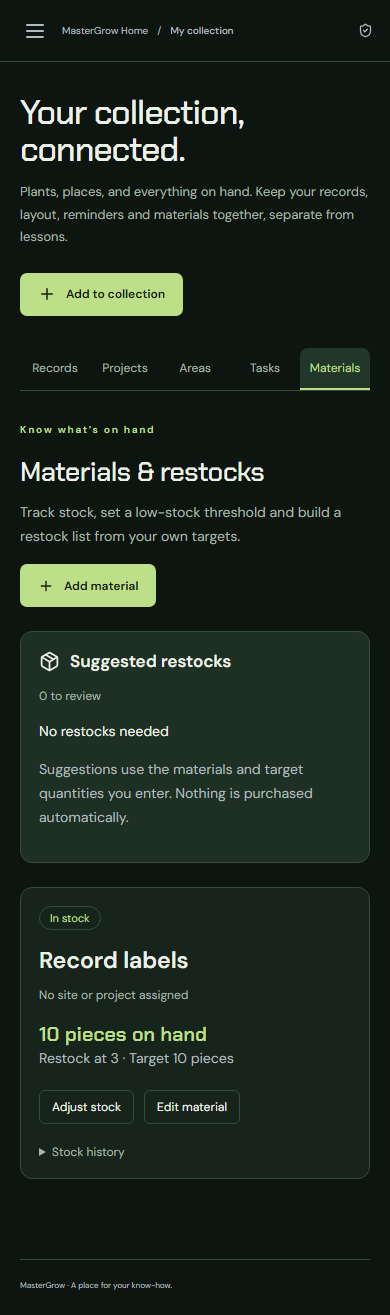 MasterGrow Home / My collection
Your collection,
connected.
Plants, places, and everything on hand. Keep your records,
layout, reminders and materials together, separate from
lessons.
Add to collection
Records Projects Areas Tasks Materials
Know what's on hand
Materials & restocks
Track stock, set a low-stock threshold and build a
restock list from your own targets.
Add material
Suggested restocks
0 to review
No restocks needed
Suggestions use the materials and target
quantities you enter. Nothing is purchased
automatically.
In stock
Record labels
No site or project assigned
10 pieces on hand
Restock at 3 · Target 10 pieces
Adjust stock Edit material
Stock history
MasterGrow · A place for your know-how.